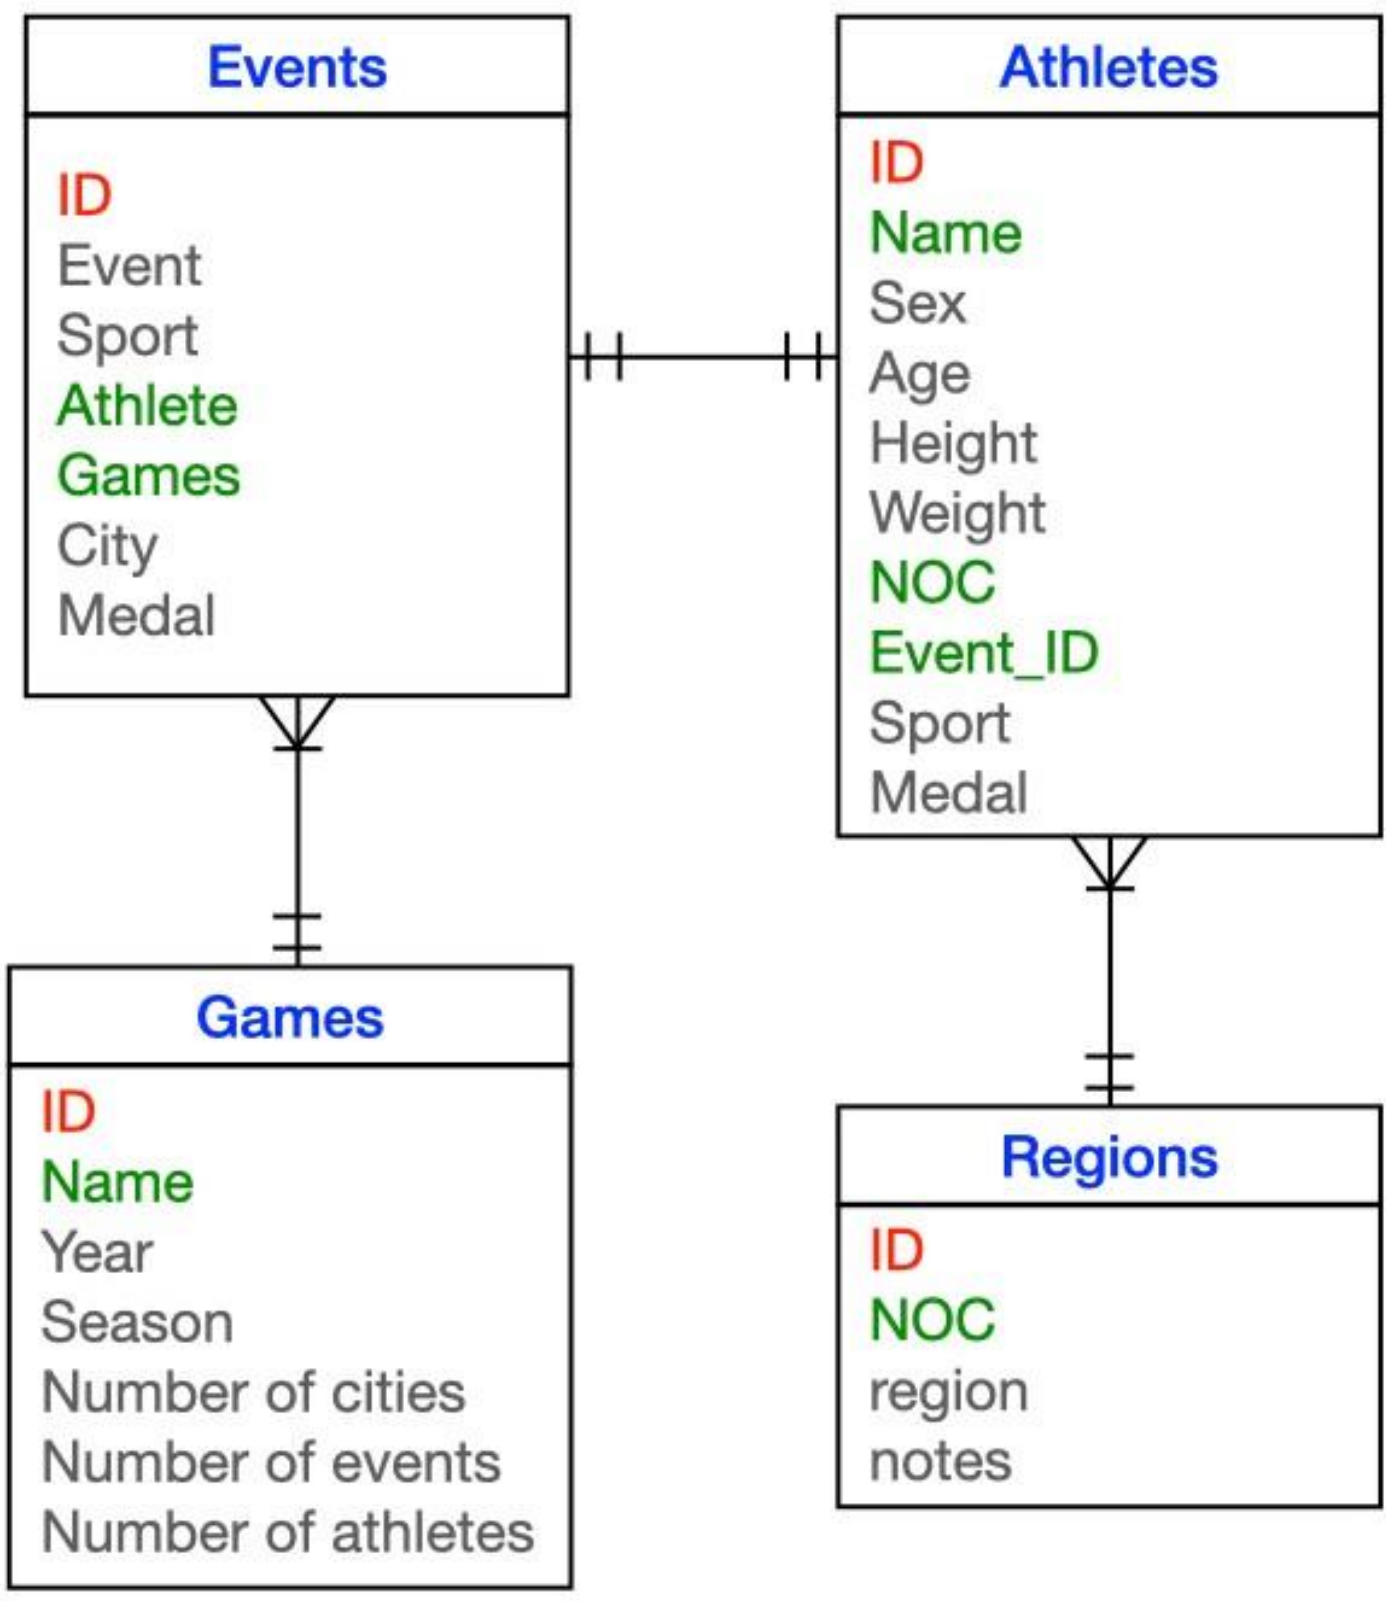 Events
ID
Event
Sport
Athlete
Games
City
Medal
Athletes
ID
Name
Sex
Age
Height
Weight
NOC
Event_ID
Sport
Medal
Games
ID
Name
Year
Season
Number of cities
Number of events
Number of athletes
Regions
ID
NOC
region
notes